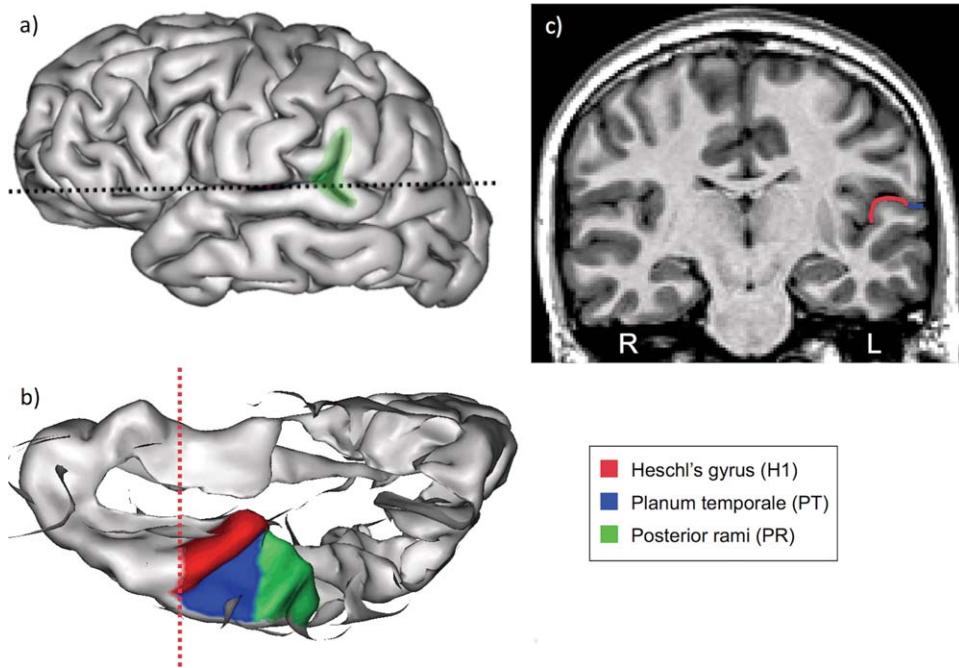 a)
c)
R
L
b)
Heschl's gyrus (H1)
Planum temporale (PT)
Posterior rami (PR)